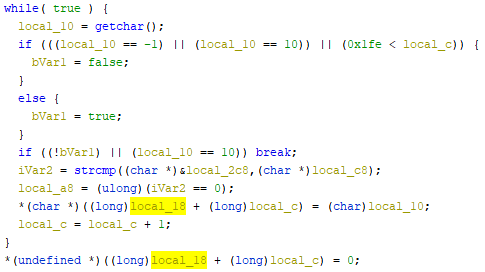 while( true ) {
local_10 = getchar();
if (((local_10 == -1) || (local_10 == 10)) || (0x1fe < local_c)) {
bVar1 = false;
}
else {
bVar1 = true;
}
if ((!bVar1) || (local_10 == 10)) break;
iVar2 = strcmp((char *)&local_2c8,(char *)local_c8);
local_a8 = (ulong)(iVar2 == 0);
*(char *)((long)local_18 + (long)local_c) = (char)local_10;
local_c = local_c + 1;
}
*(undefined *)((long)local_18 + (long)local_c) = 0;